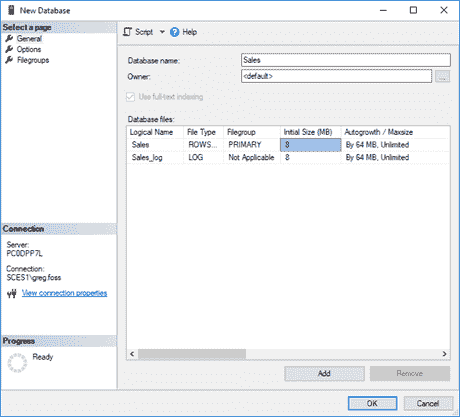 New Database
Select a page
General
Options
Filegroups
Script Help
Database name: Sales
Owner: <default> ...
Use full-text indexing
Database files:
Logical Name File Type Filegroup Initial Size (MB) Autogrowth / Maxsize
Sales ROWS... PRIMARY 8 By 64 MB, Unlimited
Sales_log LOG Not Applicable 8 By 64 MB, Unlimited
Connection
Server:
PC0DPP7L
Connection:
SCES1\greg.foss
View connection properties
Progress
Ready
Add Remove
OK Cancel